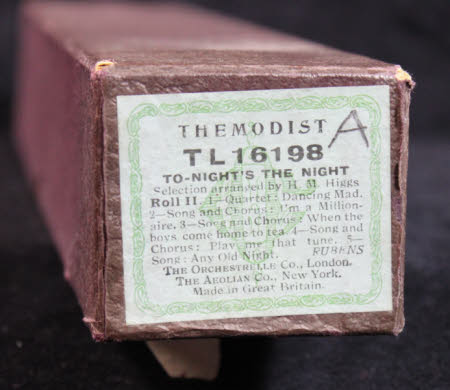 THEMODIST A
TL 16198
TO-NIGHT'S THE NIGHT
Selection arranged by H. M. Higgs
Roll II. 1—Quartet: Dancing Mad.
2—Song and Chorus: I'm a Million-
aire. 3—Song and Chorus: When the
boys come home to tea 4—Song and
Chorus: Play me that tune. 5—
Song: Any Old Night. RUBENS
THE ORCHESTRELLE CO., LONDON.
THE AEOLIAN CO., NEW YORK.
Made in Great Britain.